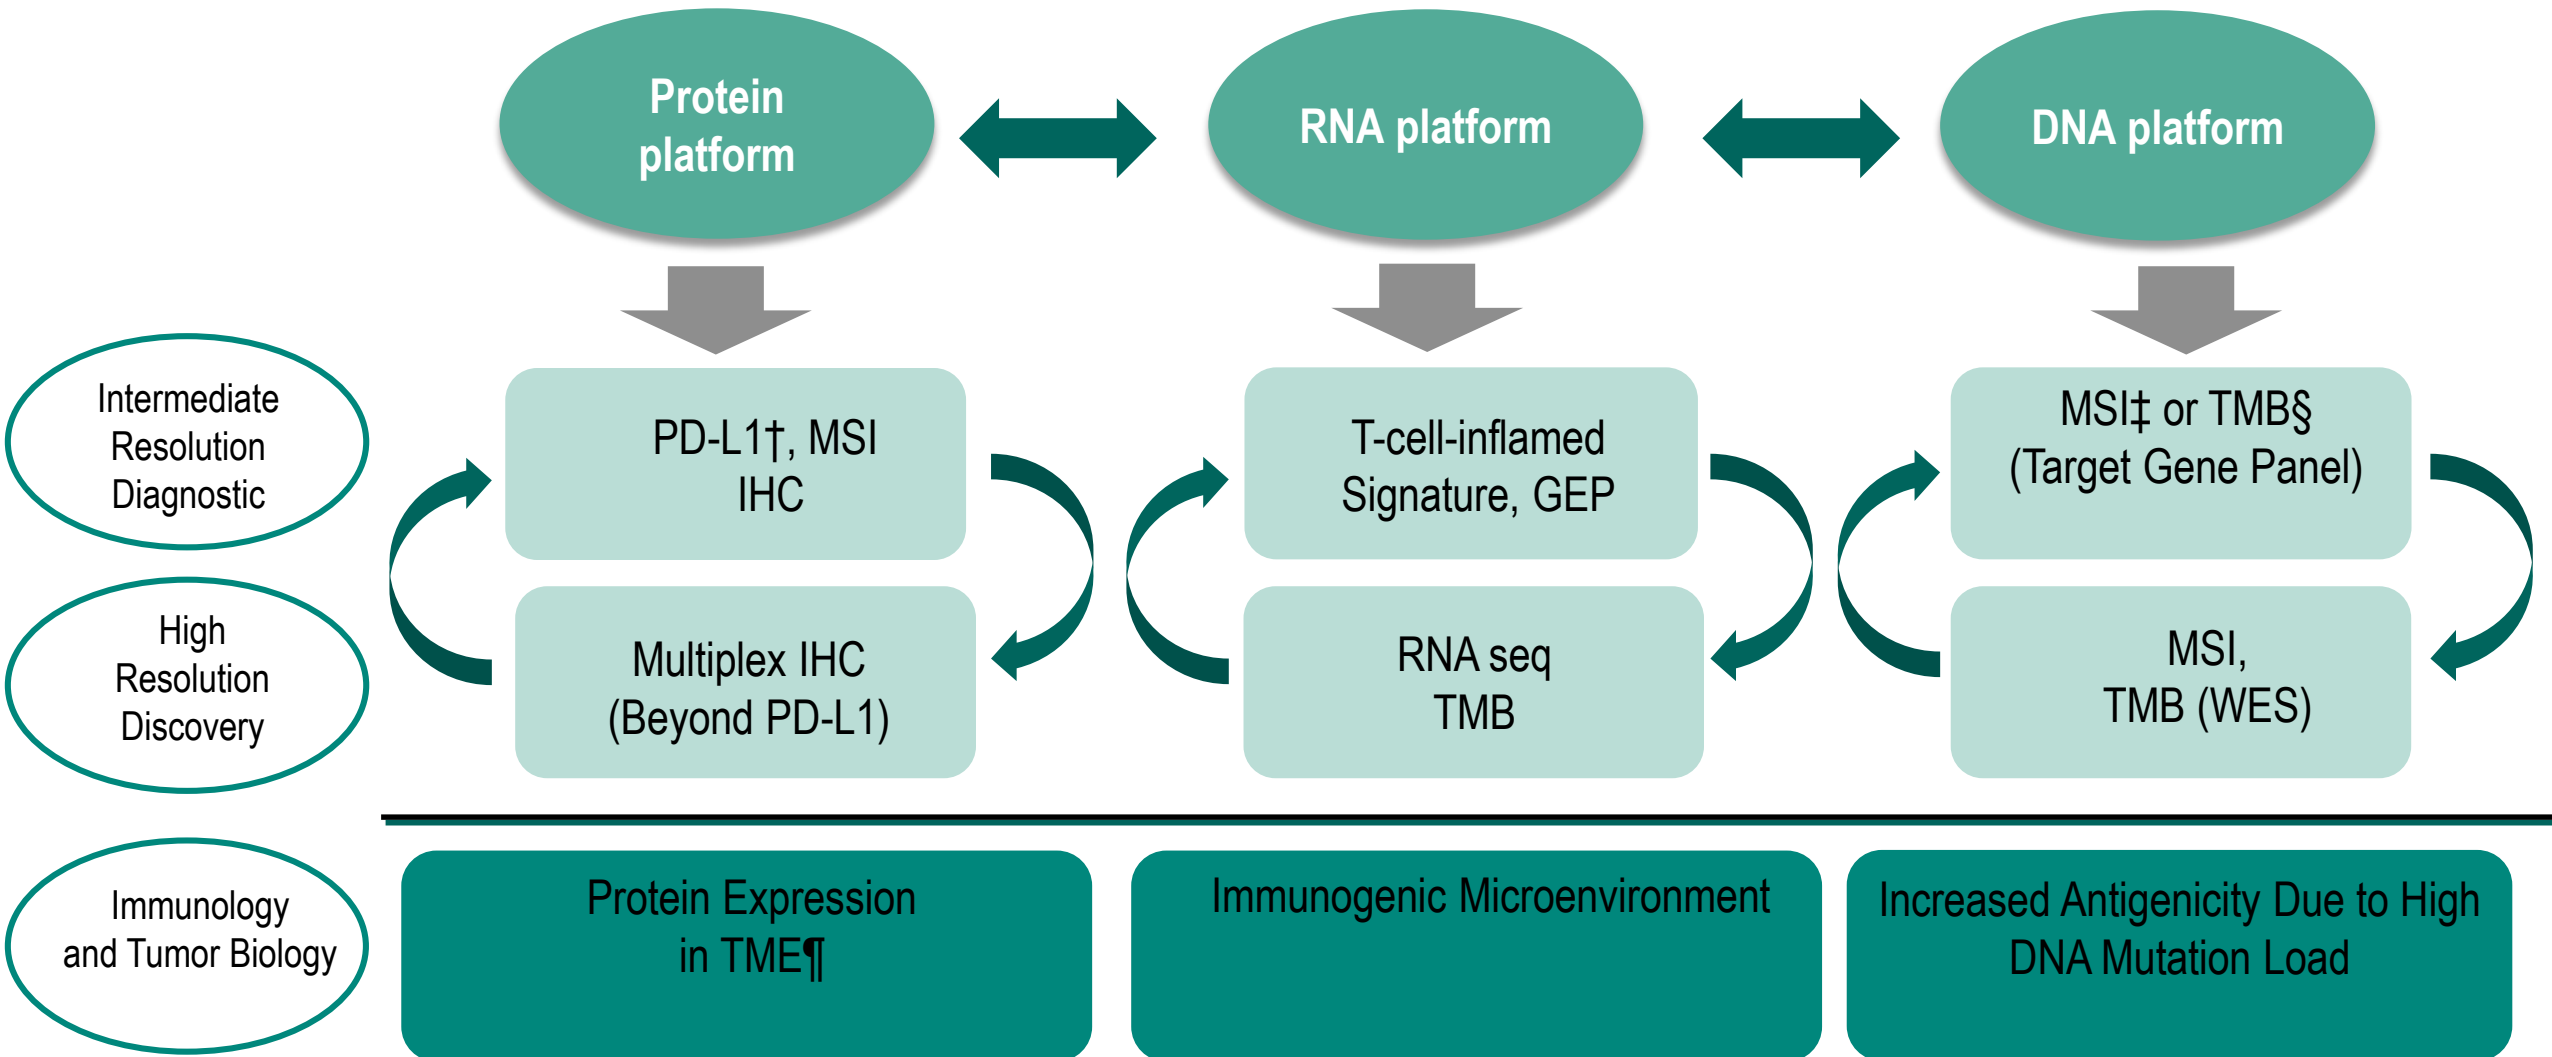 Protein
platform
RNA platform
DNA platform
Intermediate
Resolution
Diagnostic
PD-L1†, MSI
IHC
T-cell-inflamed
Signature, GEP
MSI‡ or TMB§
(Target Gene Panel)
High
Resolution
Discovery
Multiplex IHC
(Beyond PD-L1)
RNA seq
TMB
MSI,
TMB (WES)
Immunology
and Tumor Biology
Protein Expression
in TME¶
Immunogenic Microenvironment
Increased Antigenicity Due to High
DNA Mutation Load